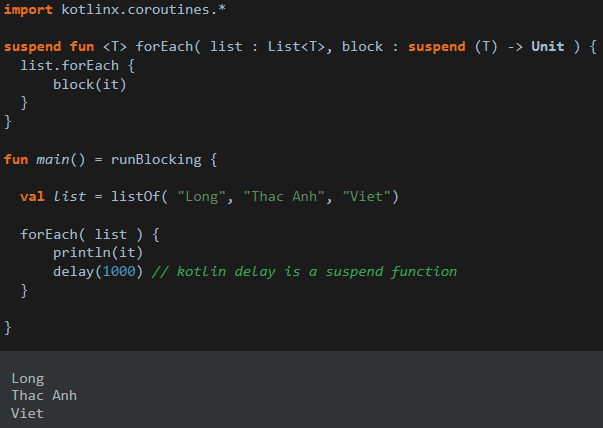 import kotlinx.coroutines.*
suspend fun <T> forEach( list : List<T>, block : suspend (T) -> Unit ) {
list.forEach {
block(it)
}
}
fun main() = runBlocking {
val list = listOf( "Long", "Thac Anh", "Viet")
forEach( list ) {
println(it)
delay(1000) // kotlin delay is a suspend function
}
}
Long
Thac Anh
Viet